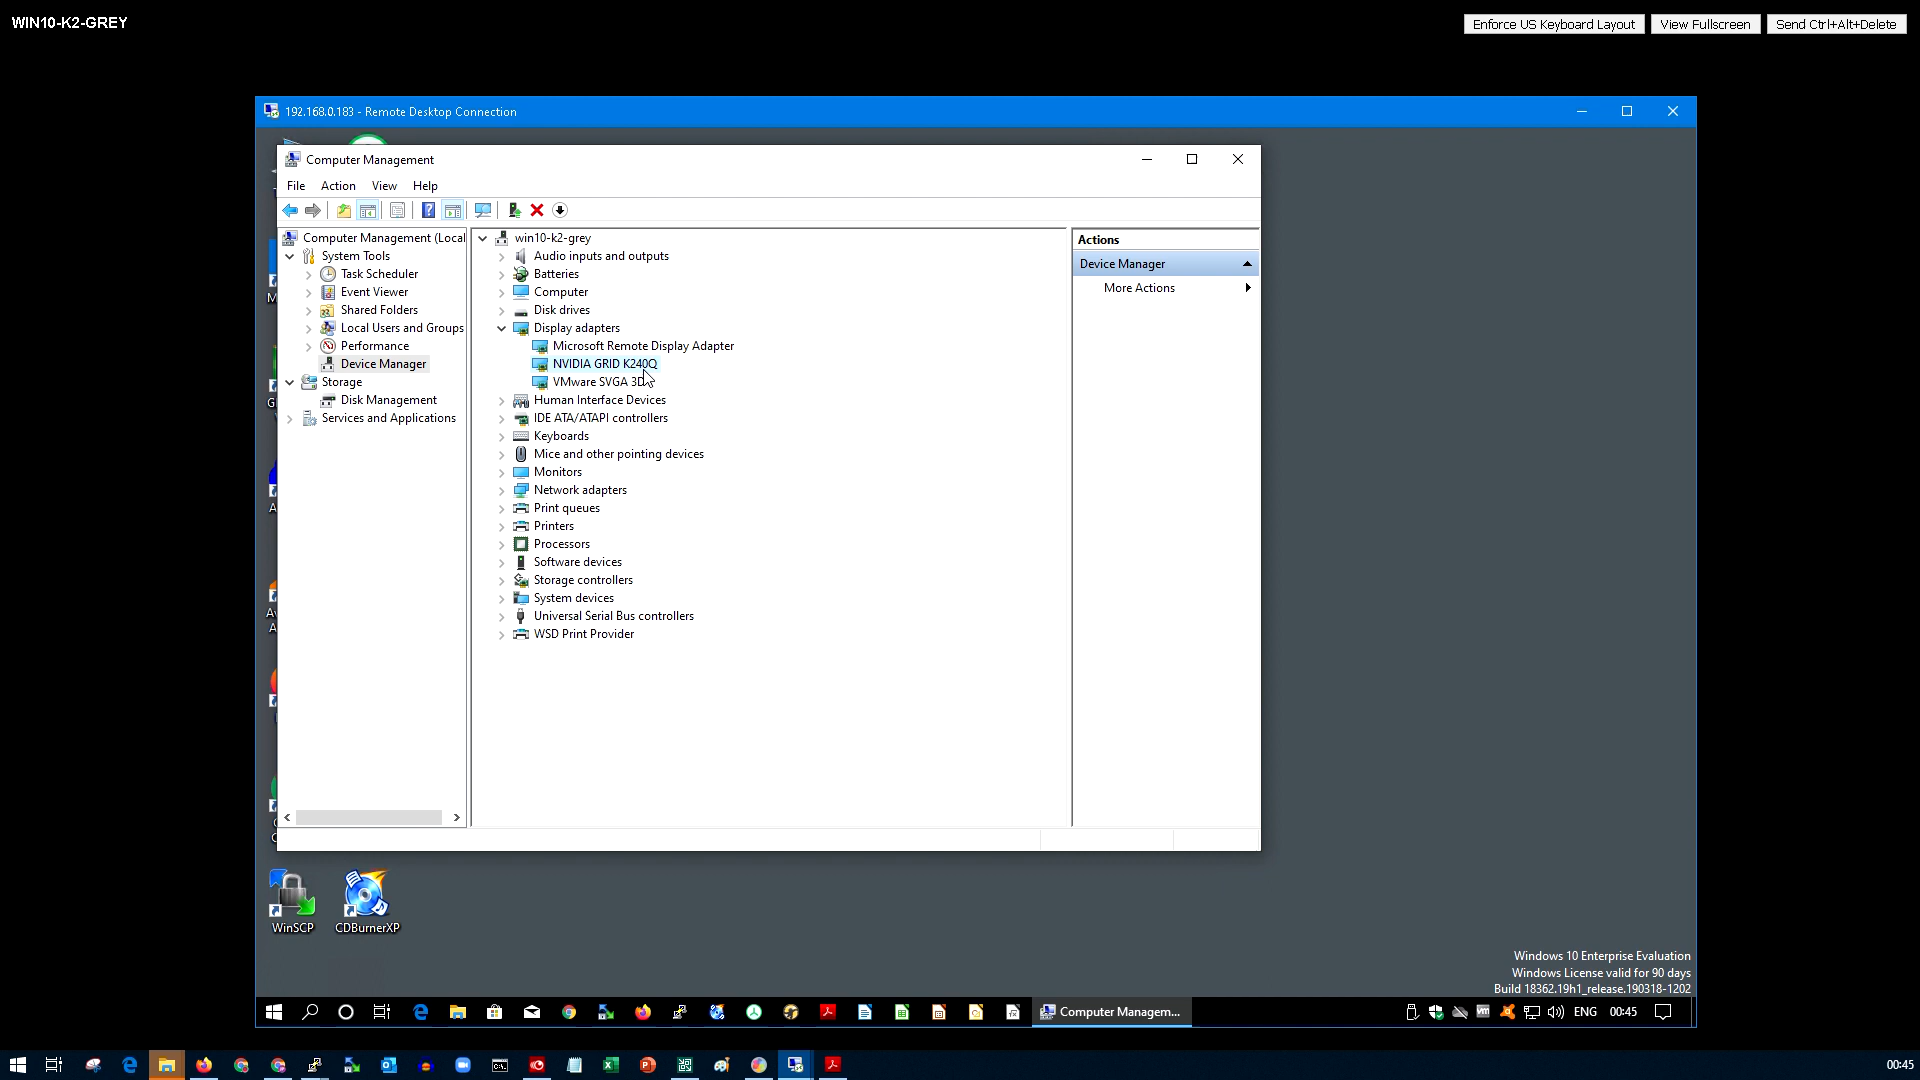 WIN10-K2-GREY
Enforce US Keyboard Layout
View Fullscreen
Send Ctrl+Alt+Delete
192.168.0.183 - Remote Desktop Connection
Computer Management
File Action View Help
Computer Management (Local
System Tools
Task Scheduler
Event Viewer
Shared Folders
Local Users and Groups
Performance
Device Manager
Storage
Disk Management
Services and Applications
win10-k2-grey
Audio inputs and outputs
Batteries
Computer
Disk drives
Display adapters
Microsoft Remote Display Adapter
NVIDIA GRID K240Q
VMware SVGA 3D
Human Interface Devices
IDE ATA/ATAPI controllers
Keyboards
Mice and other pointing devices
Monitors
Network adapters
Print queues
Printers
Processors
Software devices
Storage controllers
System devices
Universal Serial Bus controllers
WSD Print Provider
Actions
Device Manager
More Actions
WinSCP
CDBurnerXP
Windows 10 Enterprise Evaluation
Windows License valid for 90 days
Build 18362.19h1_release.190318-1202
Computer Managem...
ENG
00:45
00:45